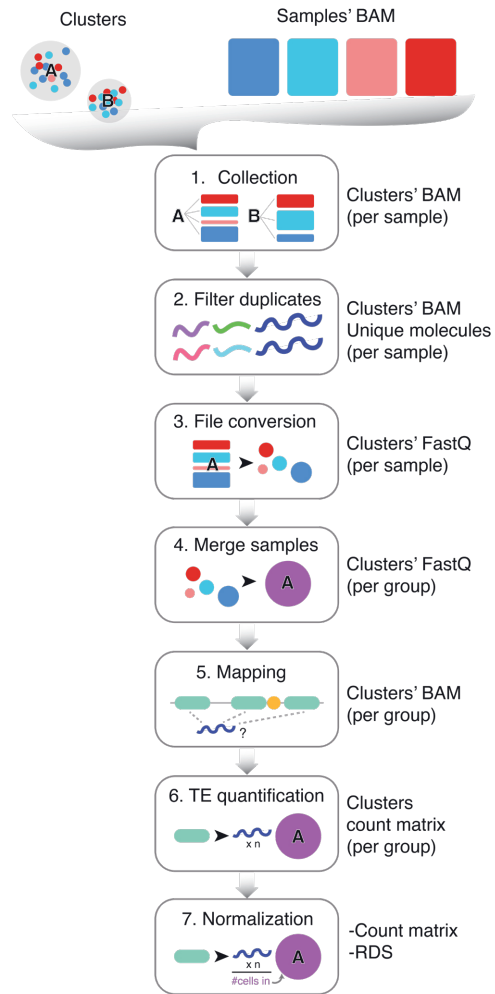 Clusters
Samples' BAM
A
B
1. Collection
A
B
Clusters' BAM
(per sample)
2. Filter duplicates
Clusters' BAM
Unique molecules
(per sample)
3. File conversion
A
Clusters' FastQ
(per sample)
4. Merge samples
A
Clusters' FastQ
(per group)
5. Mapping
?
Clusters' BAM
(per group)
6. TE quantification
x n
A
Clusters
count matrix
(per group)
7. Normalization
x n
#cells in
A
-Count matrix
-RDS